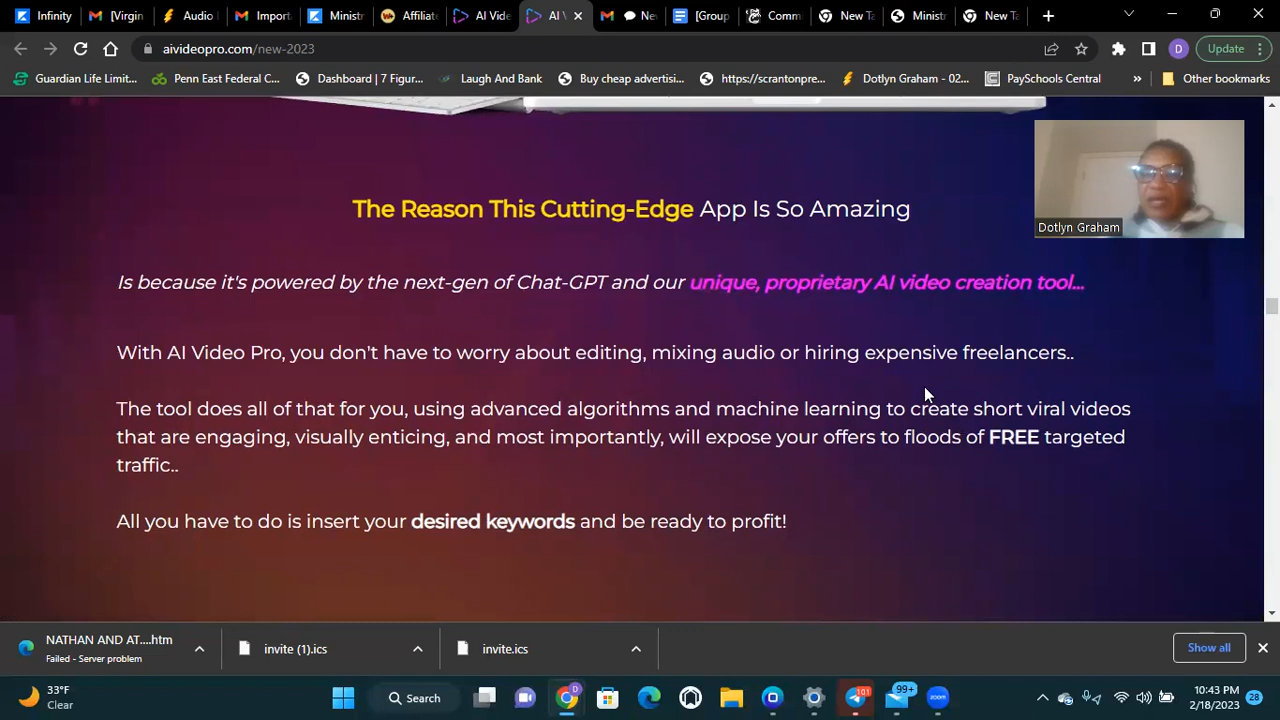 Infinity
[Virgin
Audio
Import
Ministr
Affiliate
AI Vide
AI V
Nev
[Group
Comm
New Ta
Ministr
New Ta
aivideopro.com/new-2023
D
Update
Guardian Life Limit...
Penn East Federal C...
Dashboard | 7 Figur...
Laugh And Bank
Buy cheap advertisi...
https://scrantonpre...
Dotlyn Graham - 02...
PaySchools Central
»
Other bookmarks
Dotlyn Graham
The Reason This Cutting-Edge App Is So Amazing
Is because it's powered by the next-gen of Chat-GPT and our unique, proprietary AI video creation tool...
With AI Video Pro, you don't have to worry about editing, mixing audio or hiring expensive freelancers..
The tool does all of that for you, using advanced algorithms and machine learning to create short viral videos
that are engaging, visually enticing, and most importantly, will expose your offers to floods of FREE targeted
traffic..
All you have to do is insert your desired keywords and be ready to profit!
NATHAN AND AT....htm
Failed - Server problem
invite (1).ics
invite.ics
Show all
33°F
Clear
Search
D
101
99+
zoom
10:43 PM
2/18/2023
28